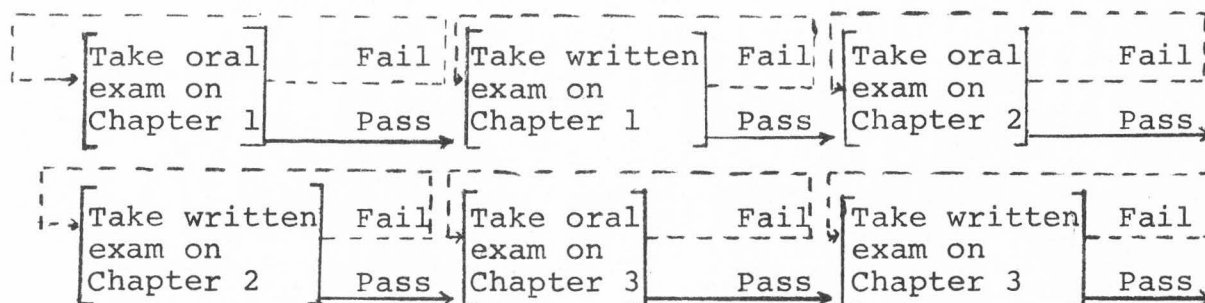 Take oral Fail Take written Fail Take oral Fail
exam on exam on exam on
Chapter 1 Pass Chapter 1 Pass Chapter 2 Pass
Take written Fail Take oral Fail Take written Fail
exam on exam on exam on
Chapter 2 Pass Chapter 3 Pass Chapter 3 Pass